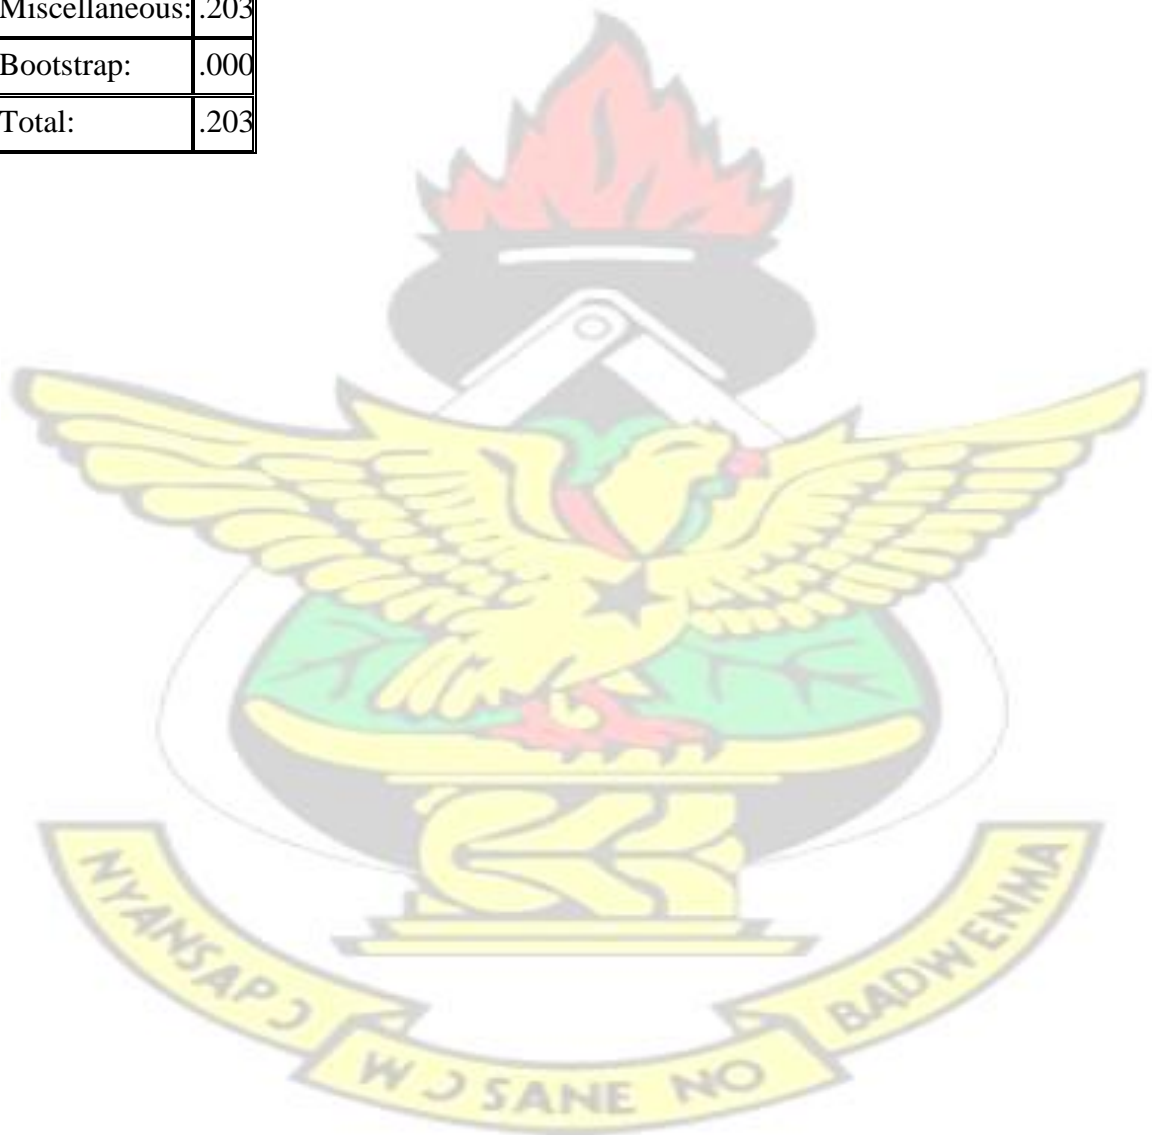 Miscellaneous: .203
Bootstrap: .000
Total: .203
NYANSAPƆ
WƆSANE NO
BADWENMA